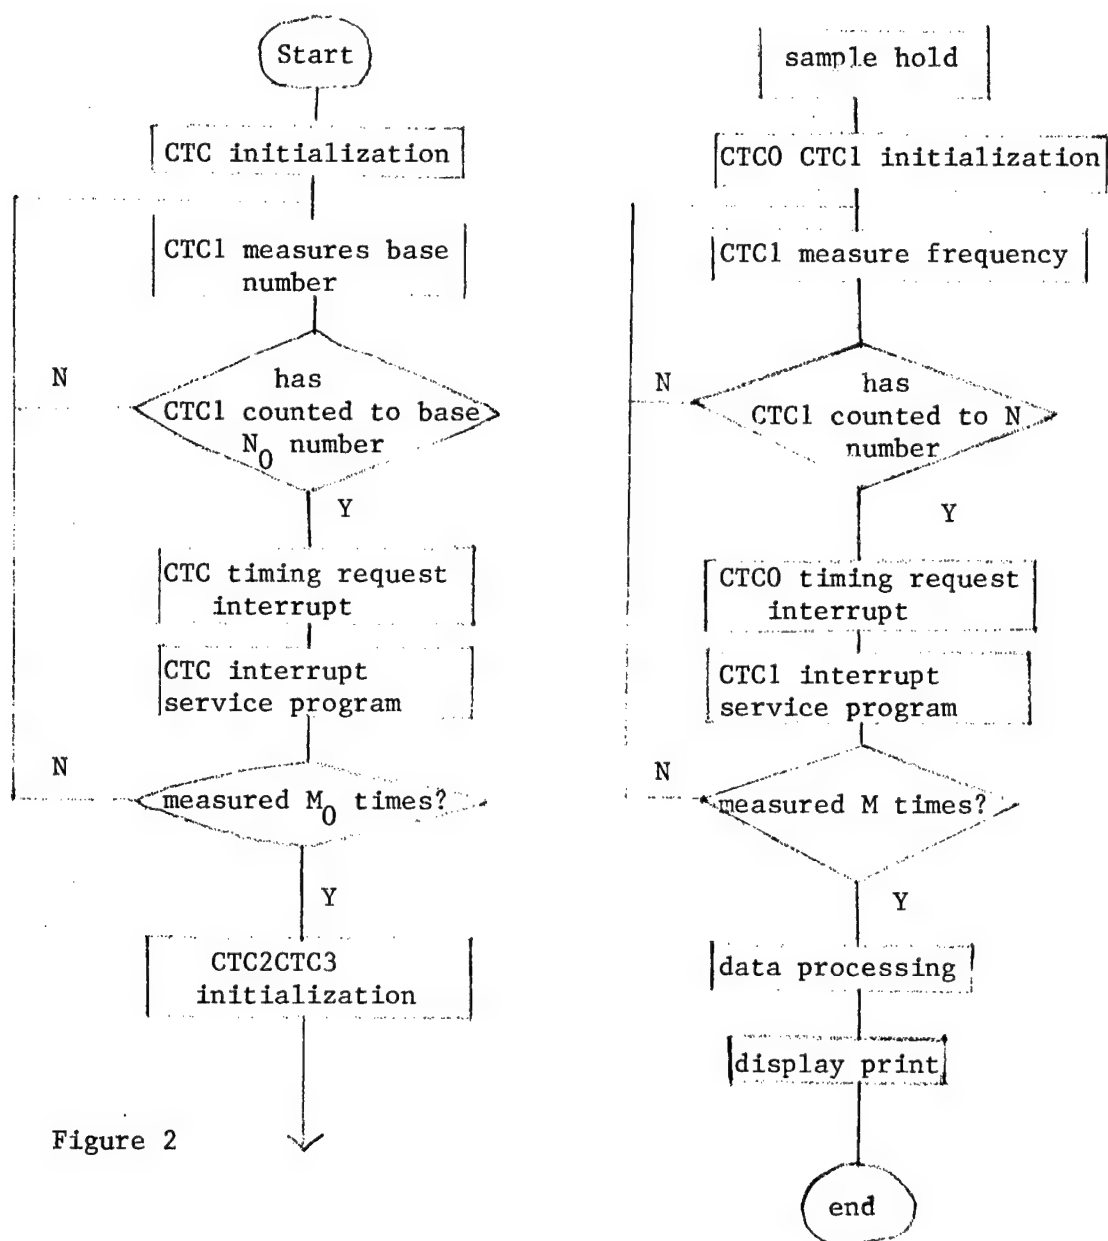 Start
CTC initialization
CTC1 measures base
number
N
has
CTC1 counted to base
N₀ number
Y
CTC timing request
interrupt
CTC interrupt
service program
N
measured M₀ times?
Y
CTC2CTC3
initialization
Figure 2
sample hold
CTC0 CTC1 initialization
CTC1 measure frequency
N
has
CTC1 counted to N
number
Y
CTC0 timing request
interrupt
CTC1 interrupt
service program
N
measured M times?
Y
data processing
display print
end